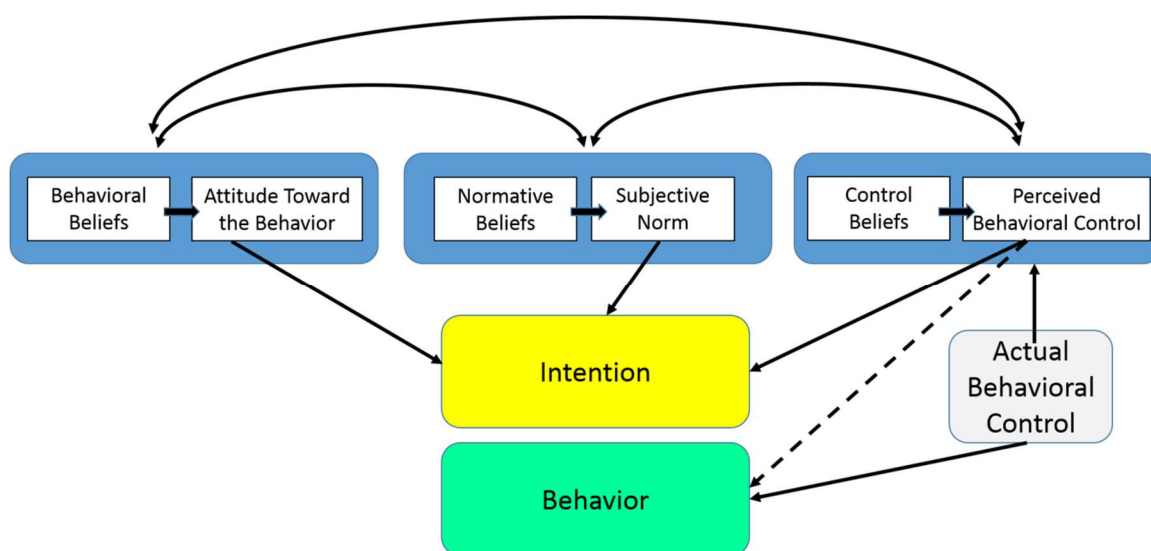 Behavioral
Beliefs
Attitude Toward
the Behavior
Normative
Beliefs
Subjective
Norm
Control
Beliefs
Perceived
Behavioral Control
Intention
Actual
Behavioral
Control
Behavior